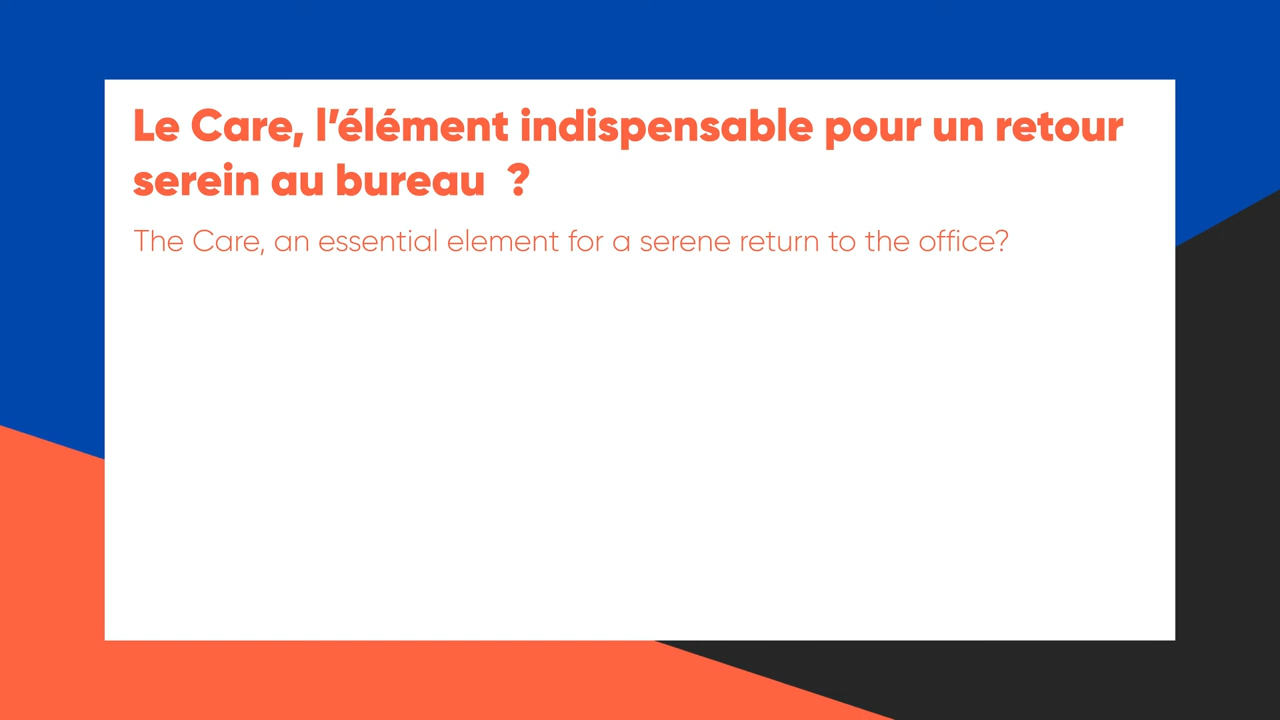 Le Care, l’élément indispensable pour un retour
serein au bureau  ?
The Care, an essential element for a serene return to the office?